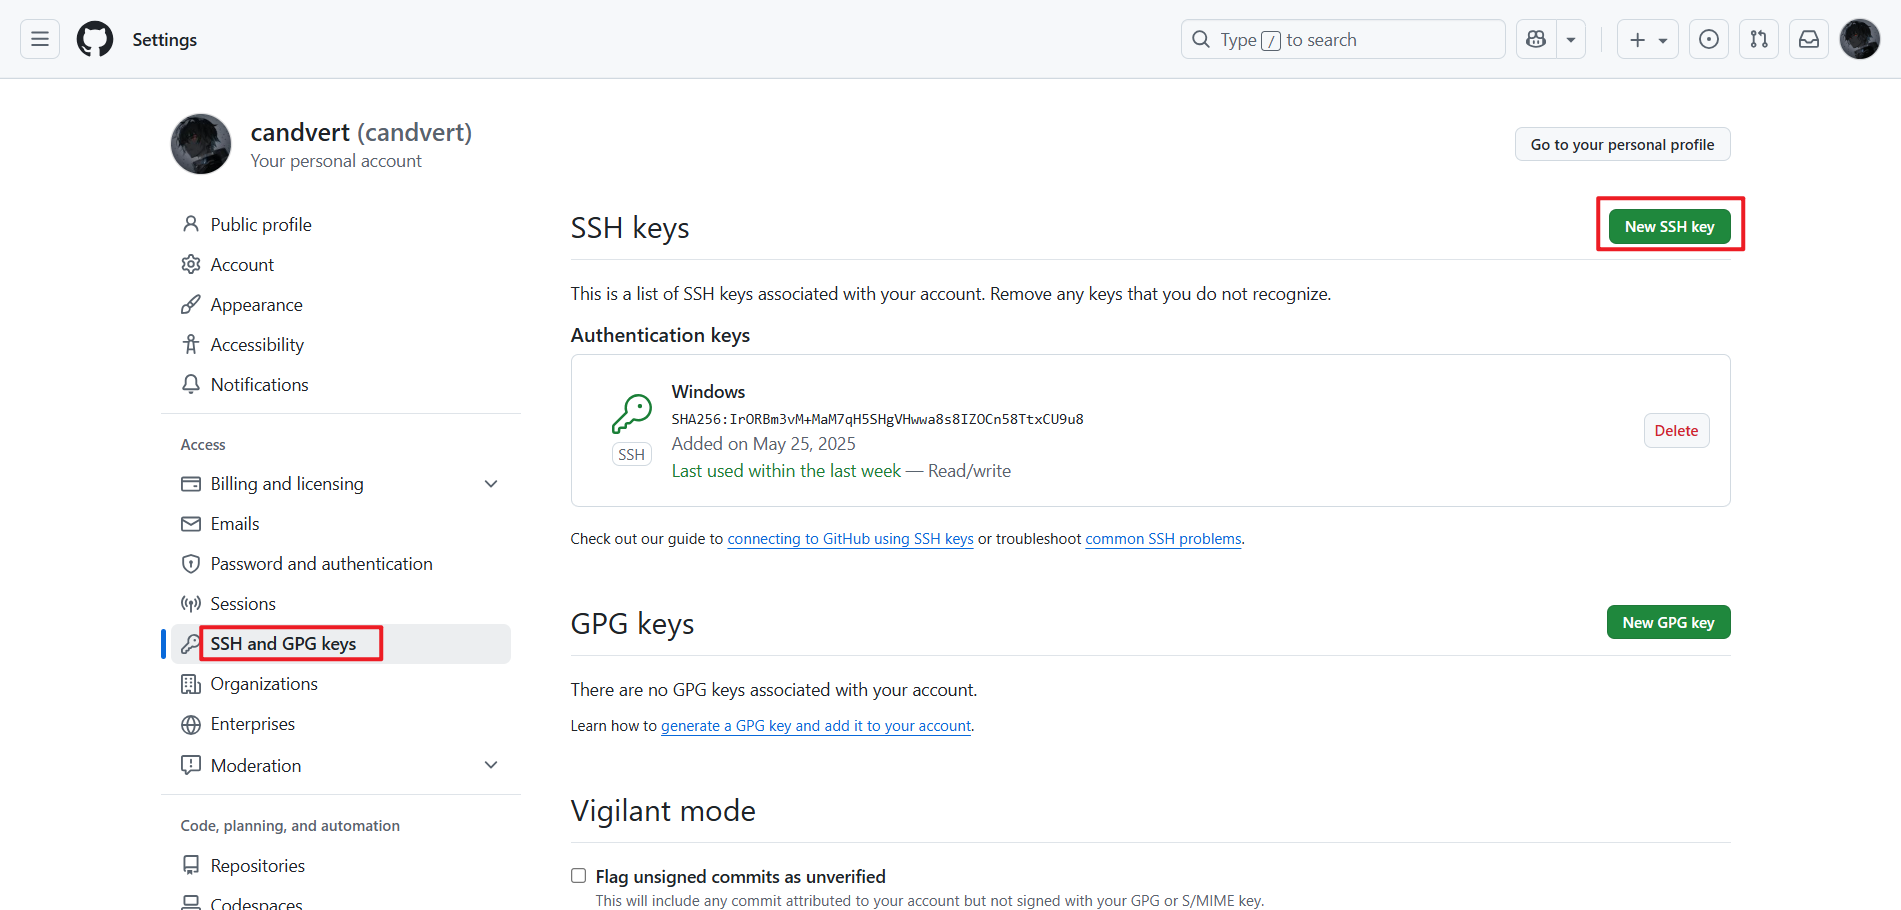 Settings
Type / to search
candvert (candvert)
Your personal account
Go to your personal profile
Public profile
Account
Appearance
Accessibility
Notifications
Access
Billing and licensing
Emails
Password and authentication
Sessions
SSH and GPG keys
Organizations
Enterprises
Moderation
Code, planning, and automation
Repositories
Codespaces
SSH keys
New SSH key
This is a list of SSH keys associated with your account. Remove any keys that you do not recognize.
Authentication keys
Windows
SHA256:IrORBm3vM+MaM7qH5SHgVHwwa8s8IZOCn58TtxCU9u8
SSH
Added on May 25, 2025
Last used within the last week — Read/write
Delete
Check out our guide to connecting to GitHub using SSH keys or troubleshoot common SSH problems.
GPG keys
New GPG key
There are no GPG keys associated with your account.
Learn how to generate a GPG key and add it to your account.
Vigilant mode
Flag unsigned commits as unverified
This will include any commit attributed to your account but not signed with your GPG or S/MIME key.